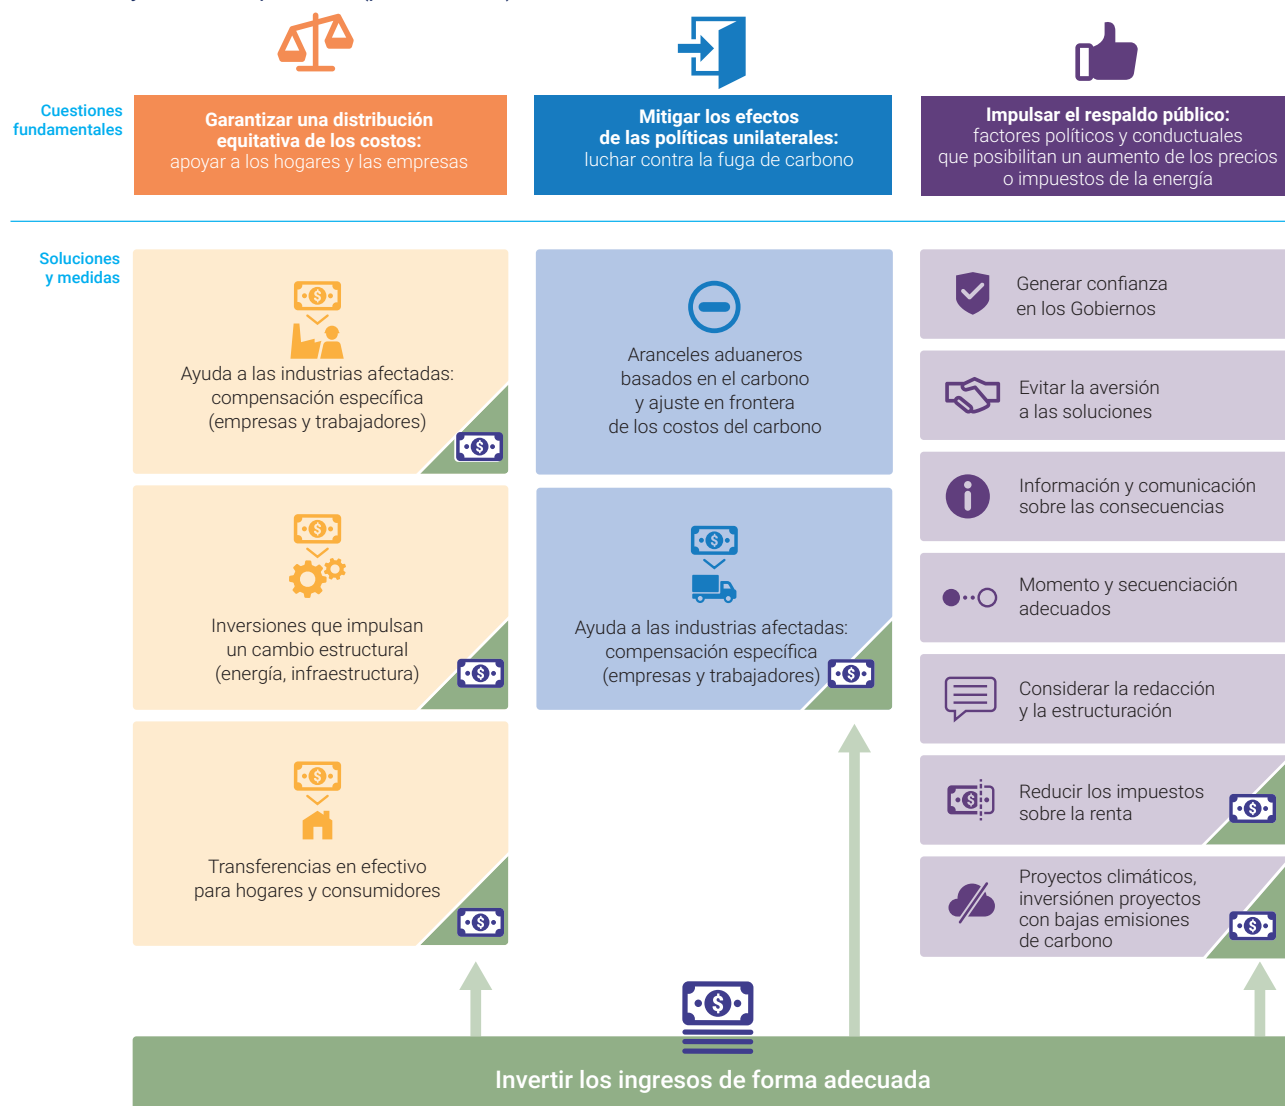 Cuestiones
fundamentales
Garantizar una distribución
equitativa de los costos:
apoyar a los hogares y las empresas
Mitigar los efectos
de las políticas unilaterales:
luchar contra la fuga de carbono
Impulsar el respaldo público:
factores políticos y conductuales
que posibilitan un aumento de los precios
o impuestos de la energía
Soluciones
y medidas
Ayuda a las industrias afectadas:
compensación específica
(empresas y trabajadores)
Inversiones que impulsan
un cambio estructural
(energía, infraestructura)
Transferencias en efectivo
para hogares y consumidores
Aranceles aduaneros
basados en el carbono
y ajuste en frontera
de los costos del carbono
Ayuda a las industrias afectadas:
compensación específica
(empresas y trabajadores)
Generar confianza
en los Gobiernos
Evitar la aversión
a las soluciones
Información y comunicación
sobre las consecuencias
Momento y secuenciación
adecuados
Considerar la redacción
y la estructuración
Reducir los impuestos
sobre la renta
Proyectos climáticos,
inversiónen proyectos
con bajas emisiones
de carbono
Invertir los ingresos de forma adecuada